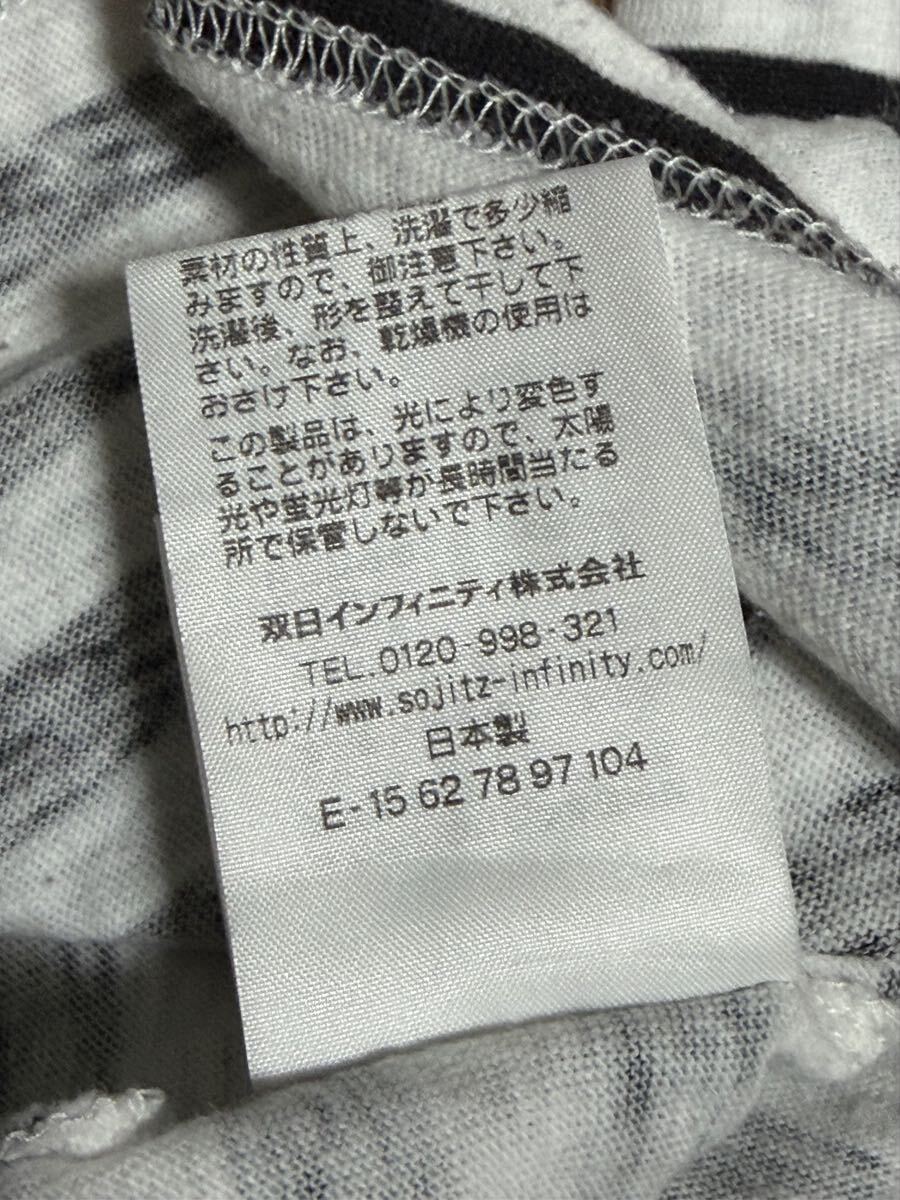 素材の性質上、洗濯で多少縮
みますので、御注意下さい。
洗濯後、形を整えて干して下
さい。なお、乾燥機の使用は
おさけ下さい。
この製品は、光により変色す
ることがありますので、太陽
光や蛍光灯等が長時間当たる
所で保管しないで下さい。
双日インフィニティ株式会社
TEL.0120-998-321
http://www.sojitz-infinity.com/
日本製
E-15 62 78 97 104